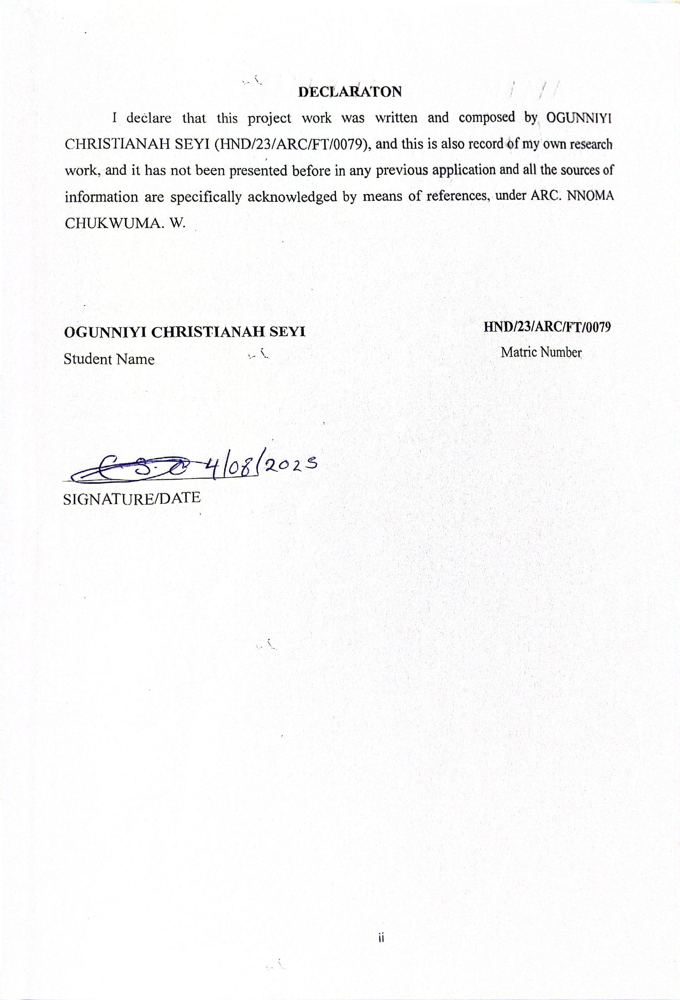 DECLARATON
I declare that this project work was written and composed by OGUNNIYI
CHRISTIANAH SEYI (HND/23/ARC/FT/0079), and this is also record of my own research
work, and it has not been presented before in any previous application and all the sources of
information are specifically acknowledged by means of references, under ARC. NNOMA
CHUKWUMA. W.
OGUNNIYI CHRISTIANAH SEYI HND/23/ARC/FT/0079
Student Name Matric Number
4/08/2025
SIGNATURE/DATE
ii